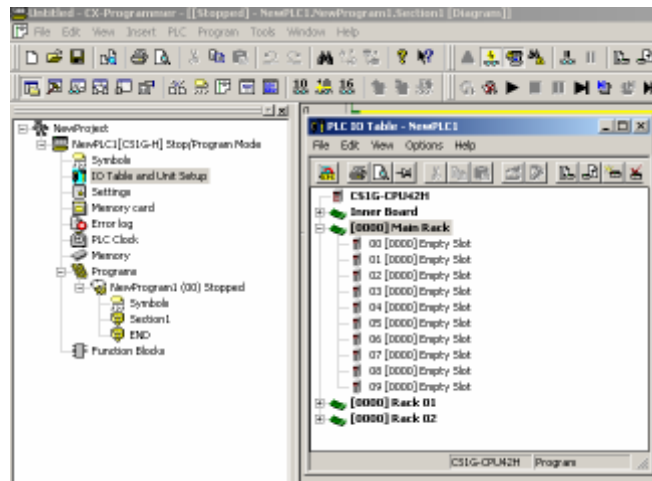 Untitled - CX-Programmer - [[Stopped] - NewPLC1.NewProgram1.Section1 [Diagram]]
File Edit View Insert PLC Program Tools Window Help
NewProject
NewPLC1[CS1G-H] Stop/Program Mode
Symbols
IO Table and Unit Setup
Settings
Memory card
Error log
PLC Clock
Memory
Programs
NewProgram1 (00) Stopped
Symbols
Section1
END
Function Blocks
PLC IO Table - NewPLC1
File Edit View Options Help
CS1G-CPU42H
Inner Board
[0000] Main Rack
00 [0000] Empty Slot
01 [0000] Empty Slot
02 [0000] Empty Slot
03 [0000] Empty Slot
04 [0000] Empty Slot
05 [0000] Empty Slot
06 [0000] Empty Slot
07 [0000] Empty Slot
08 [0000] Empty Slot
09 [0000] Empty Slot
[0000] Rack 01
[0000] Rack 02
CS1G-CPU42H Program